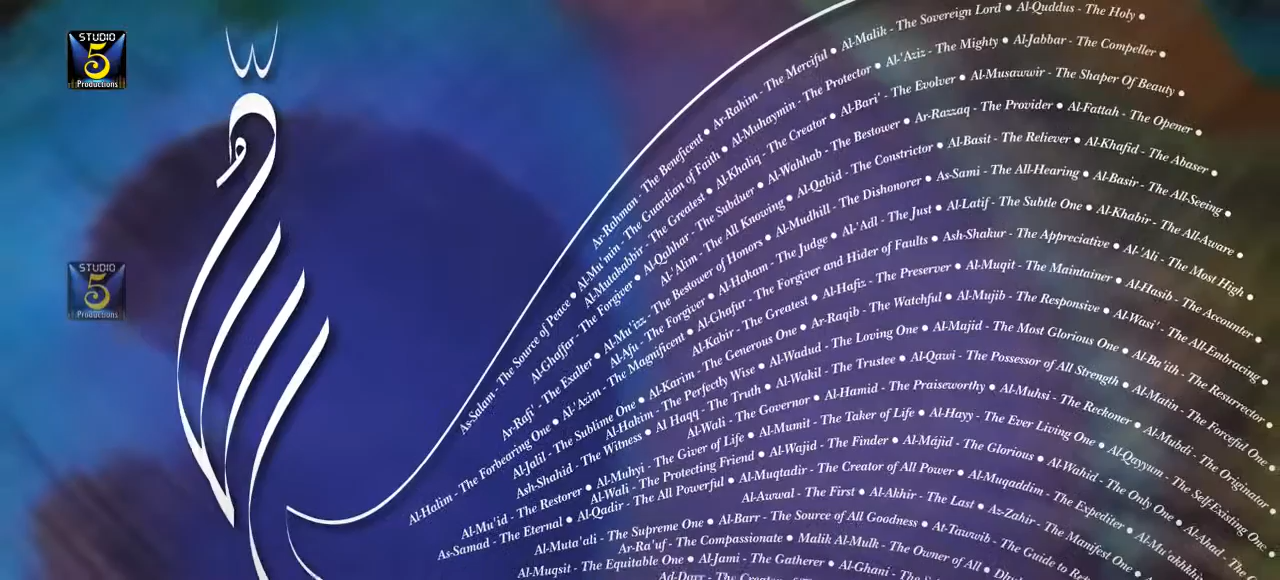 STUDIO
5
Productions
Ar-Rahman - The Beneficent • Ar-Rahim - The Merciful • Al-Malik - The Sovereign Lord • Al-Quddus - The Holy •
As-Salam - The Source of Peace • Al-Mu'min - The Guardian of Faith • Al-Muhaymin - The Protector • Al-'Aziz - The Mighty • Al-Jabbar - The Compeller •
Al-Mutakabbir - The Greatest • Al-Khaliq - The Creator • Al-Bari' - The Evolver • Al-Musawwir - The Shaper Of Beauty •
Al-Ghaffar - The Forgiver • Al-Qahhar - The Subduer • Al-Wahhab - The Bestower • Ar-Razzaq - The Provider • Al-Fattah - The Opener •
Al-'Alim - The All Knowing • Al-Qabid - The Constrictor • Al-Basit - The Reliever • Al-Khafid - The Abaser •
Ar-Rafi' - The Exalter • Al-Mu'izz - The Bestower of Honors • Al-Mudhill - The Dishonorer • As-Sami - The All-Hearing • Al-Basir - The All-Seeing •
Al-Afu - The Forgiver • Al-Hakam - The Judge • Al-'Adl - The Just • Al-Latif - The Subtle One • Al-Khabir - The All-Aware •
Al-Halim - The Forbearing One • Al-'Azim - The Magnificent • Al-Ghafur - The Forgiver and Hider of Faults • Ash-Shakur - The Appreciative • Al-'Ali - The Most High •
Al-Kabir - The Greatest • Al-Hafiz - The Preserver • Al-Muqit - The Maintainer • Al-Hasib - The Accounter •
Al-Jalil - The Sublime One • Al-Karim - The Generous One • Ar-Raqib - The Watchful • Al-Mujib - The Responsive • Al-Wasi' - The All-Embracing •
Al-Hakim - The Perfectly Wise • Al-Wadud - The Loving One • Al-Majid - The Most Glorious One • Al-Ba'ith - The Resurrector •
Ash-Shahid - The Witness • Al Haqq - The Truth • Al-Wakil - The Trustee • Al-Qawi - The Possessor of All Strength • Al-Matin - The Forceful One •
Al-Wali - The Governor • Al-Hamid - The Praiseworthy • Al-Muhsi - The Reckoner • Al-Mubdi - The Originator •
Al-Mu'id - The Restorer • Al-Muhyi - The Giver of Life • Al-Mumit - The Taker of Life • Al-Hayy - The Ever Living One • Al-Qayyum - The Self-Existing One •
Al-Wali - The Protecting Friend • Al-Wajid - The Finder • Al-Májid - The Glorious • Al-Wahid - The Only One • Al-Ahad - The
As-Samad - The Eternal • Al-Qadir - The All Powerful • Al-Muqtadir - The Creator of All Power • Al-Muqaddim - The Expediter •
Al-Awwal - The First • Al-Akhir - The Last • Az-Zahir - The Manifest One •
Al-Muta'ali - The Supreme One • Al-Barr - The Source of All Goodness • At-Tawwib - The Guide to
Ar-Ra'uf - The Compassionate • Malik Al-Mulk - The Owner of All •
Al-Muqsit - The Equitable One • Al-Jami - The Gatherer • Al-Ghani - The
STUDIO
5
Productions